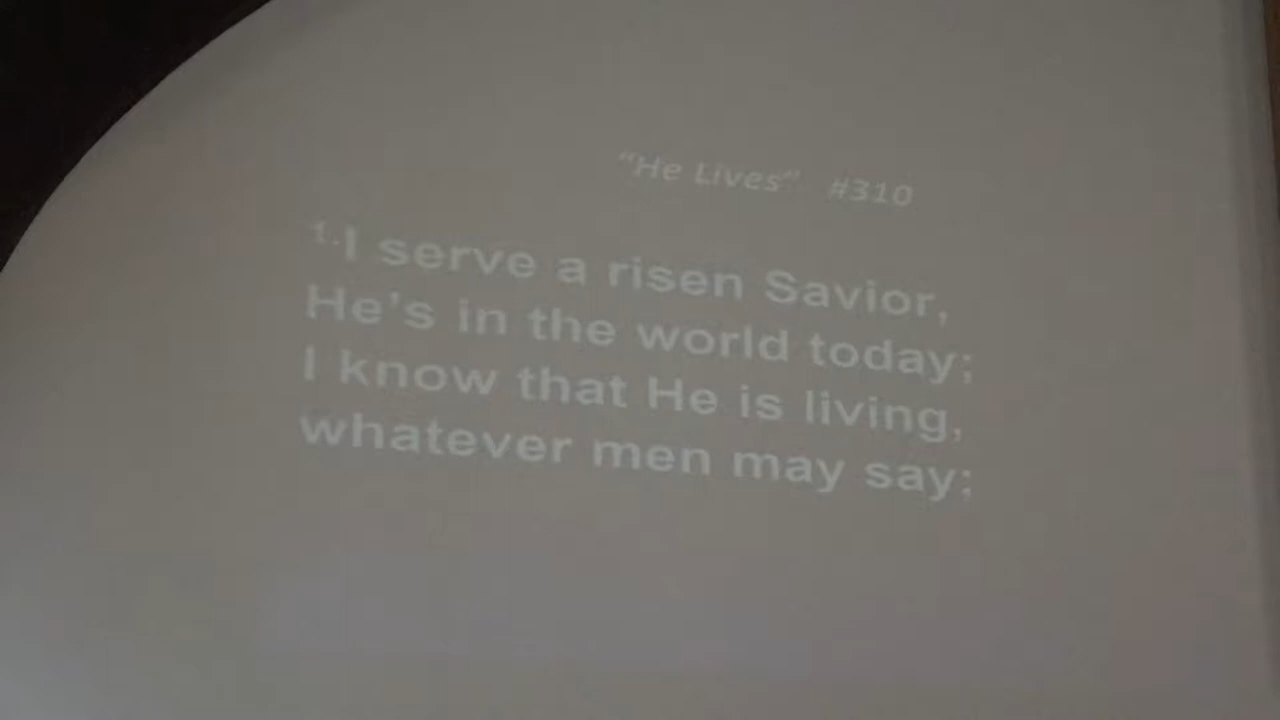 "He Lives" #310
1.I serve a risen Savior,
He's in the world today;
I know that He is living,
whatever men may say;